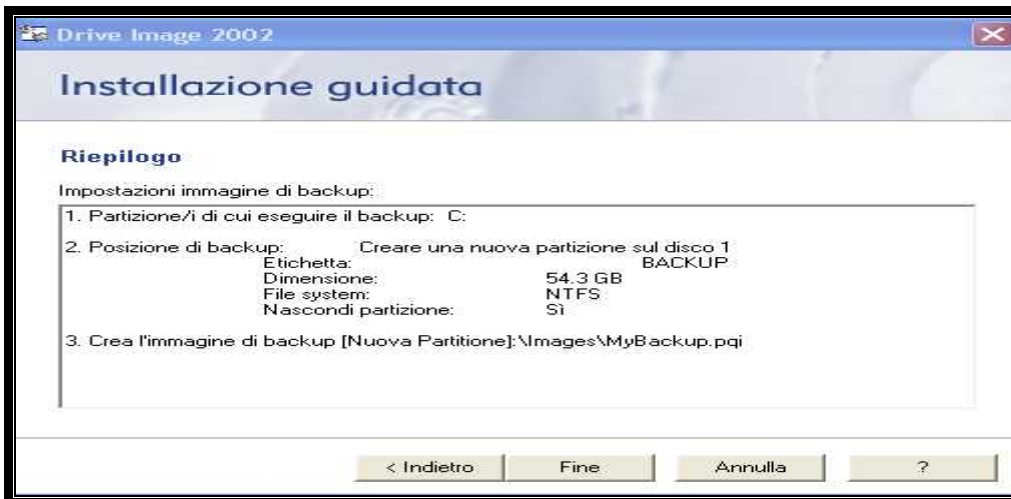 Drive Image 2002
Installazione guidata
Riepilogo
Impostazioni immagine di backup:
1. Partizione/i di cui eseguire il backup: C:
2. Posizione di backup: Creare una nuova partizione sul disco 1
Etichetta: BACKUP
Dimensione: 54.3 GB
File system: NTFS
Nascondi partizione: Sì
3. Crea l'immagine di backup [Nuova Partitione]:\Images\MyBackup.pqi
< Indietro Fine Annulla ?